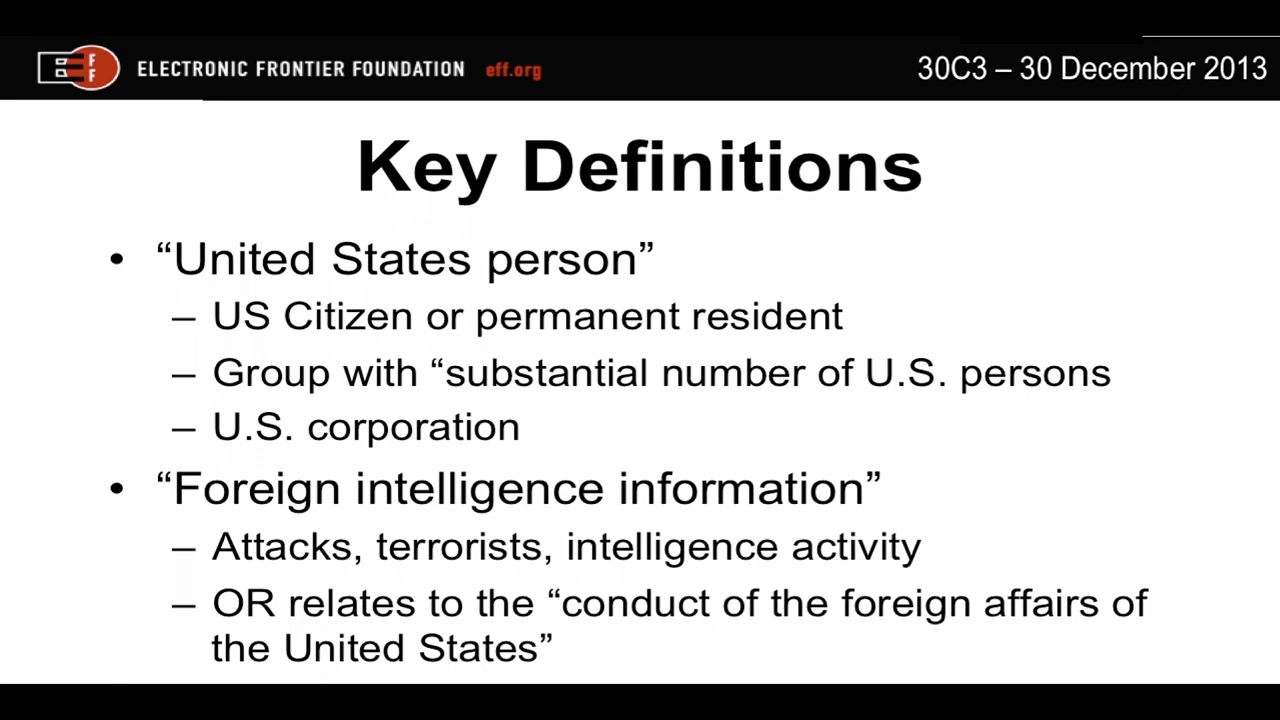 EFF ELECTRONIC FRONTIER FOUNDATION eff.org 30C3 – 30 December 2013
Key Definitions
• “United States person”
– US Citizen or permanent resident
– Group with “substantial number of U.S. persons
– U.S. corporation
• “Foreign intelligence information”
– Attacks, terrorists, intelligence activity
– OR relates to the “conduct of the foreign affairs of
the United States”